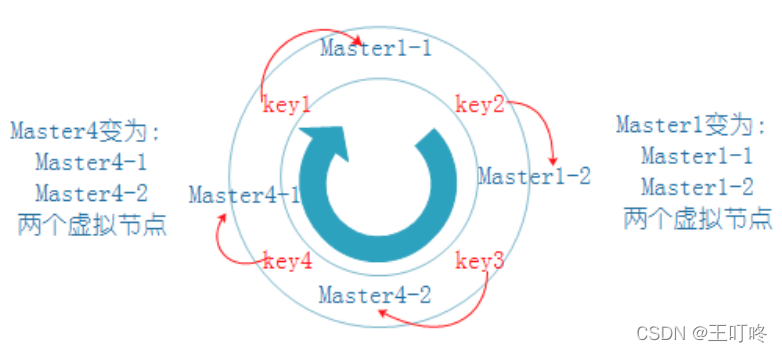 Master1-1
key1
key2
Master4变为:
Master4-1
Master4-2
两个虚拟节点
Master1变为:
Master1-1
Master1-2
两个虚拟节点
Master4-1
Master1-2
key4
key3
Master4-2
CSDN @王叮咚